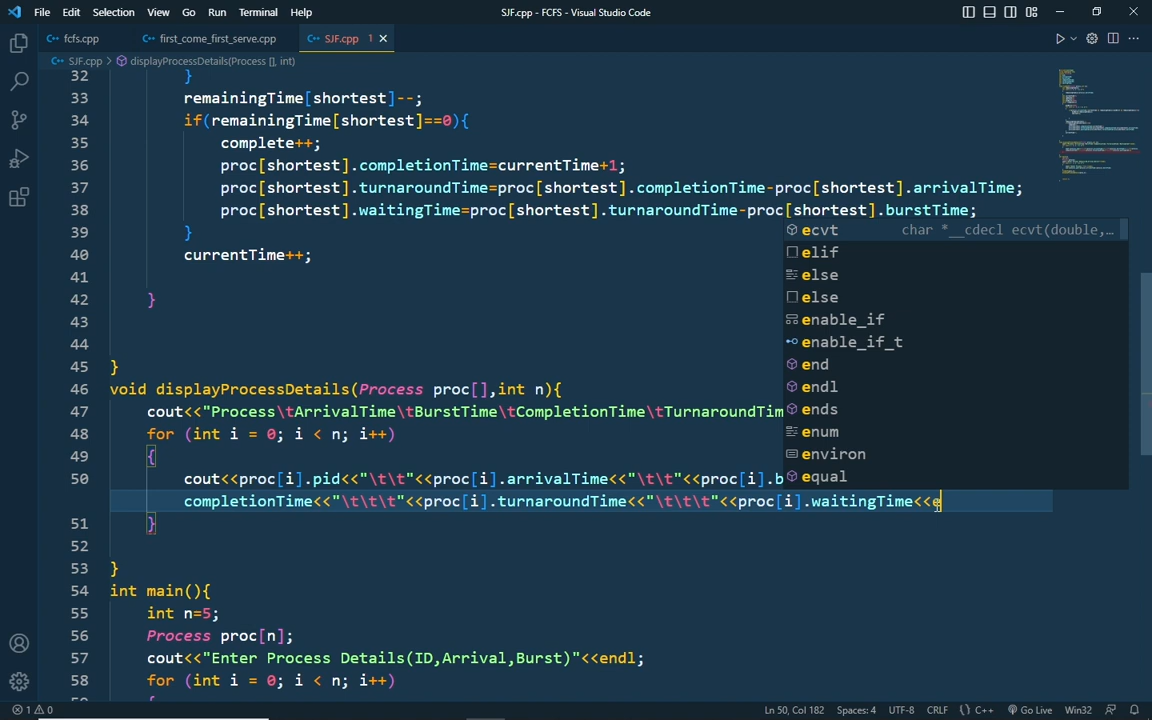 File Edit Selection View Go Run Terminal Help SJF.cpp - FCFS - Visual Studio Code
fcfs.cpp first_come_first_serve.cpp SJF.cpp 1
SJF.cpp > displayProcessDetails(Process [], int)
32 }
33 remainingTime[shortest]--;
34 if(remainingTime[shortest]==0){
35 complete++;
36 proc[shortest].completionTime=currentTime+1;
37 proc[shortest].turnaroundTime=proc[shortest].completionTime-proc[shortest].arrivalTime;
38 proc[shortest].waitingTime=proc[shortest].turnaroundTime-proc[shortest].burstTime;
39 }
40 currentTime++;
41
42 }
43
44
45 }
46 void displayProcessDetails(Process proc[],int n){
47 cout<<"Process\tArrivalTime\tBurstTime\tCompletionTime\tTurnaroundTim
48 for (int i = 0; i < n; i++)
49 {
50 cout<<proc[i].pid<<"\t\t"<<proc[i].arrivalTime<<"\t\t"<<proc[i].b
completionTime<<"\t\t\t"<<proc[i].turnaroundTime<<"\t\t\t"<<proc[i].waitingTime<<e
51 }
52
53 }
54 int main(){
55 int n=5;
56 Process proc[n];
57 cout<<"Enter Process Details(ID,Arrival,Burst)"<<endl;
58 for (int i = 0; i < n; i++)
ecvt char *__cdecl ecvt(double,…
elif
else
else
enable_if
enable_if_t
end
endl
ends
enum
environ
equal
1 0 Ln 50, Col 182 Spaces: 4 UTF-8 CRLF {} C++ Go Live Win32